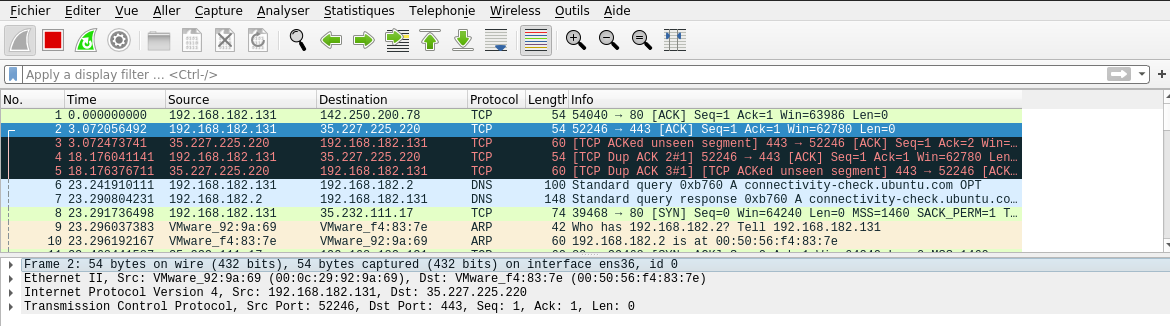 Fichier Editer Vue Aller Capture Analyser Statistiques Telephonie Wireless Outils Aide
Apply a display filter … <Ctrl-/>
No. Time Source Destination Protocol Length Info
1 0.000000000 192.168.182.131 142.250.200.78 TCP 54 54040 → 80 [ACK] Seq=1 Ack=1 Win=63986 Len=0
2 3.072056492 192.168.182.131 35.227.225.220 TCP 54 52246 → 443 [ACK] Seq=1 Ack=1 Win=62780 Len=0
3 3.072473741 35.227.225.220 192.168.182.131 TCP 60 [TCP ACKed unseen segment] 443 → 52246 [ACK] Seq=1 Ack=2 Win=…
4 18.176041141 192.168.182.131 35.227.225.220 TCP 54 [TCP Dup ACK 2#1] 52246 → 443 [ACK] Seq=1 Ack=1 Win=62780 Len…
5 18.176376711 35.227.225.220 192.168.182.131 TCP 60 [TCP Dup ACK 3#1] [TCP ACKed unseen segment] 443 → 52246 [ACK…
6 23.241910111 192.168.182.131 192.168.182.2 DNS 100 Standard query 0xb760 A connectivity-check.ubuntu.com OPT
7 23.290804231 192.168.182.2 192.168.182.131 DNS 148 Standard query response 0xb760 A connectivity-check.ubuntu.co…
8 23.291736498 192.168.182.131 35.232.111.17 TCP 74 39468 → 80 [SYN] Seq=0 Win=64240 Len=0 MSS=1460 SACK_PERM=1 T…
9 23.296037383 VMware_92:9a:69 VMware_f4:83:7e ARP 42 Who has 192.168.182.2? Tell 192.168.182.131
10 23.296192167 VMware_f4:83:7e VMware_92:9a:69 ARP 60 192.168.182.2 is at 00:50:56:f4:83:7e
Frame 2: 54 bytes on wire (432 bits), 54 bytes captured (432 bits) on interface ens36, id 0
Ethernet II, Src: VMware_92:9a:69 (00:0c:29:92:9a:69), Dst: VMware_f4:83:7e (00:50:56:f4:83:7e)
Internet Protocol Version 4, Src: 192.168.182.131, Dst: 35.227.225.220
Transmission Control Protocol, Src Port: 52246, Dst Port: 443, Seq: 1, Ack: 1, Len: 0